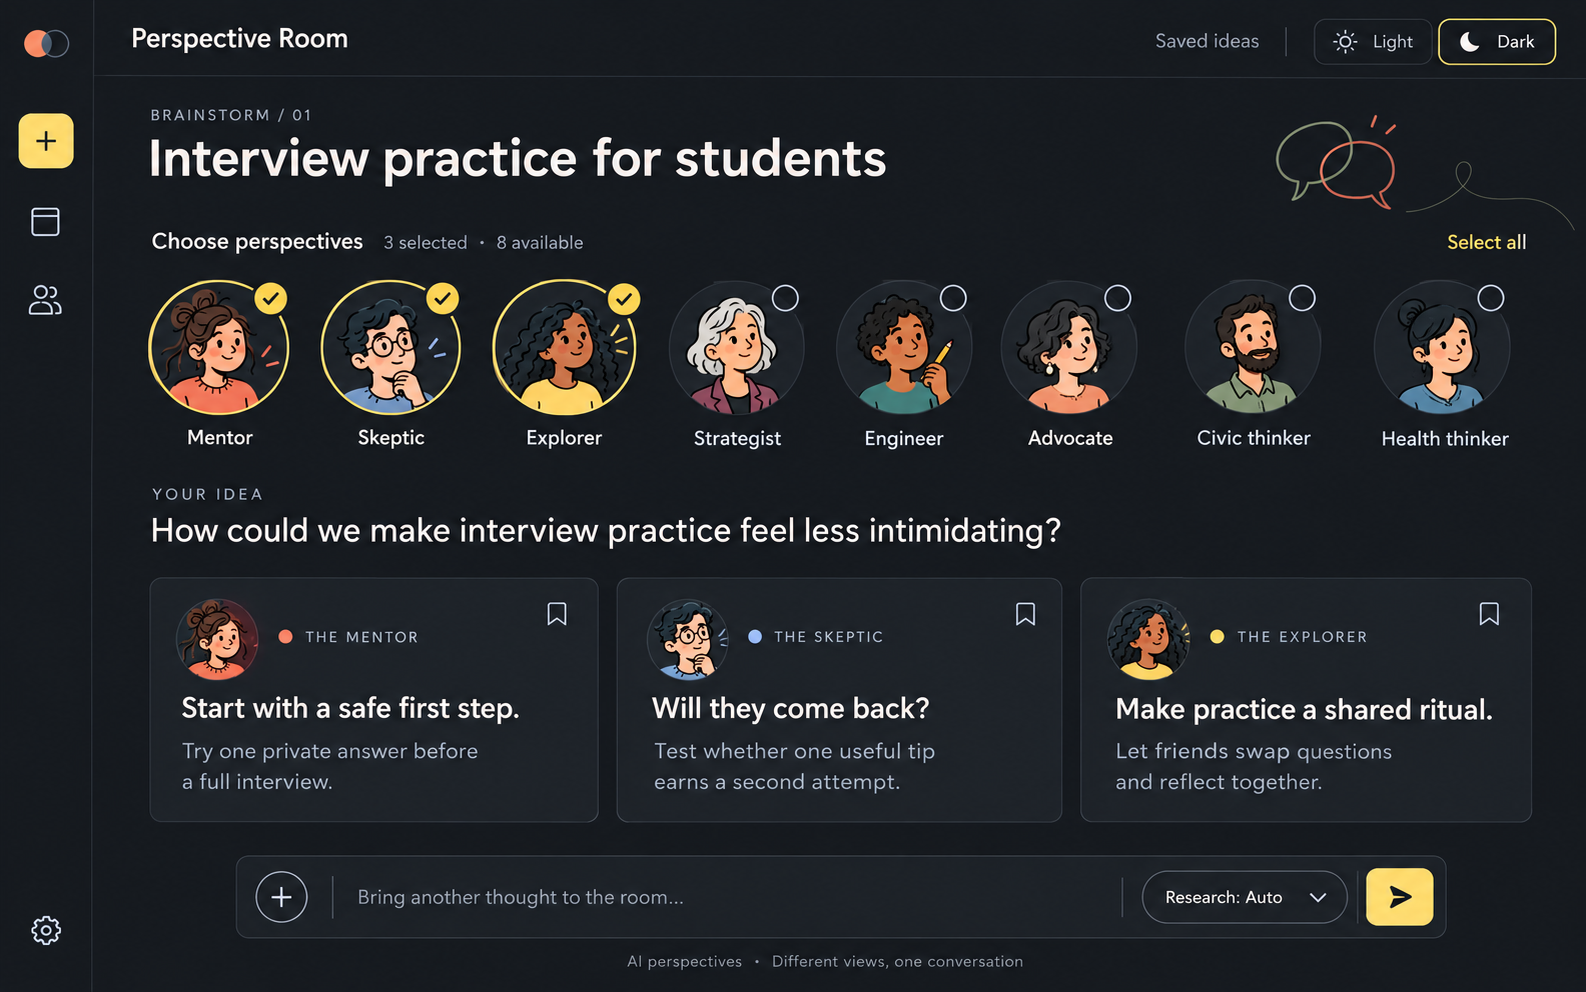 Perspective Room
Saved ideas
Light
Dark
BRAINSTORM / 01
Interview practice for students
Choose perspectives
3 selected • 8 available
Select all
Mentor
Skeptic
Explorer
Strategist
Engineer
Advocate
Civic thinker
Health thinker
YOUR IDEA
How could we make interview practice feel less intimidating?
THE MENTOR
Start with a safe first step.
Try one private answer before
a full interview.
THE SKEPTIC
Will they come back?
Test whether one useful tip
earns a second attempt.
THE EXPLORER
Make practice a shared ritual.
Let friends swap questions
and reflect together.
Bring another thought to the room...
Research: Auto
AI perspectives • Different views, one conversation